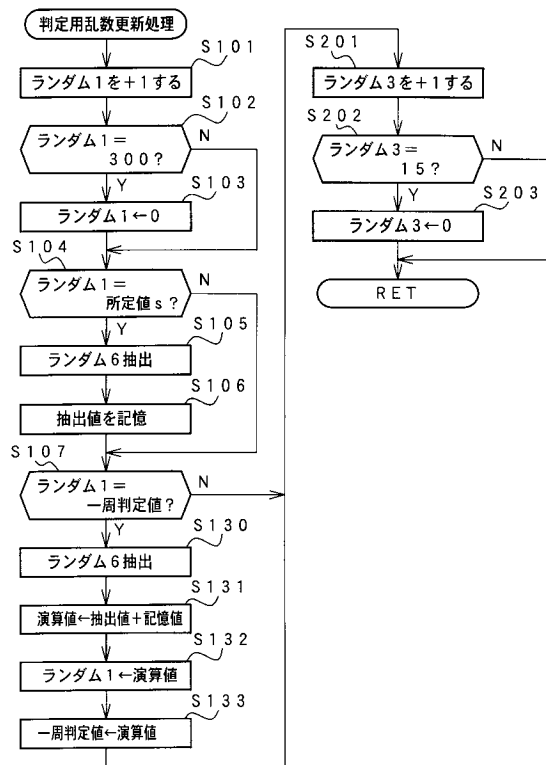 判定用乱数更新処理
S101
ランダム1を+1する
S102
ランダム1=
300?
N
Y
S103
ランダム1←0
S104
ランダム1=
所定値s?
N
Y
S105
ランダム6抽出
S106
抽出値を記憶
S107
ランダム1=
一周判定値?
N
Y
S130
ランダム6抽出
S131
演算値←抽出値+記憶値
S132
ランダム1←演算値
S133
一周判定値←演算値
S201
ランダム3を+1する
S202
ランダム3=
15?
N
Y
S203
ランダム3←0
RET